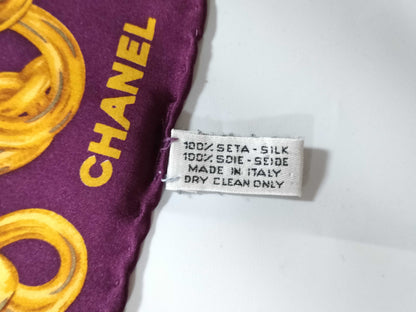 CHANEL
100% SETA - SILK
100% SOIE - SEIDE
MADE IN ITALY
DRY CLEAN ONLY